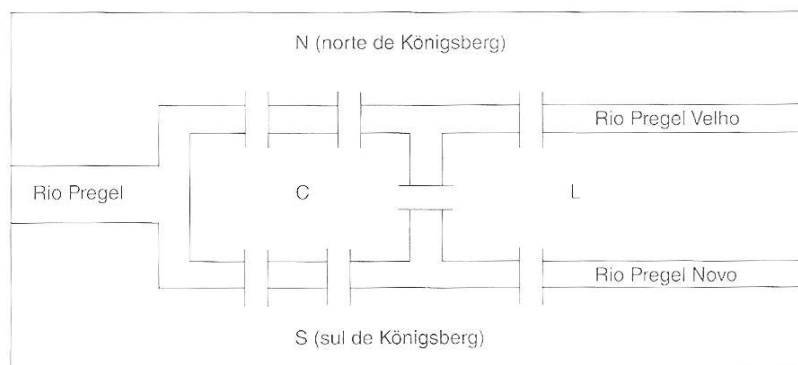 N (norte de Königsberg)
Rio Pregel Velho
Rio Pregel
C
L
Rio Pregel Novo
S (sul de Königsberg)